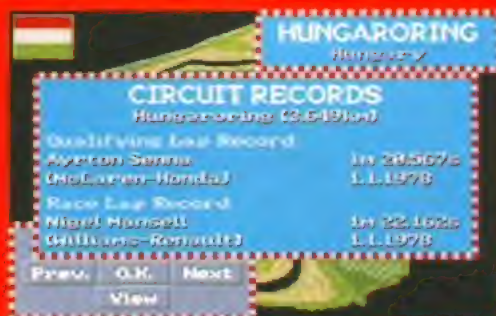 HUNGARORING
Hungary
CIRCUIT RECORDS
Hungaroring (3.649km)
Qualifying Lap Record
Ayrton Senna 1m 20.567s
(McLaren-Honda) 1.1.1978
Race Lap Record
Nigel Mansell 1m 22.162s
(Williams-Renault) 1.1.1978
Prev. O.K. Next
View